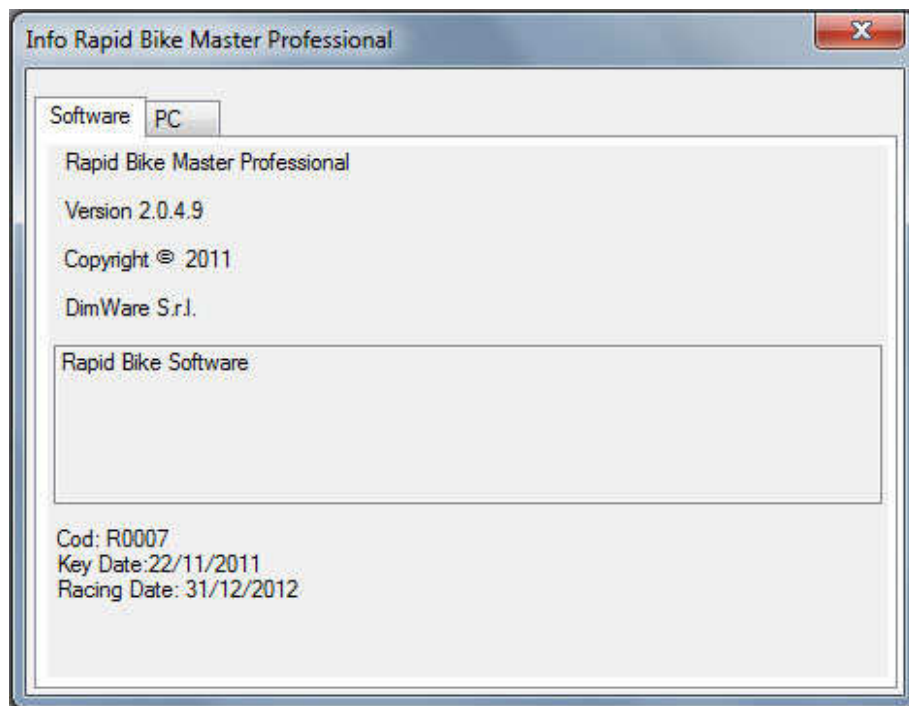 Info Rapid Bike Master Professional
Software PC
Rapid Bike Master Professional
Version 2.0.4.9
Copyright © 2011
DimWare S.r.l.
Rapid Bike Software
Cod: R0007
Key Date:22/11/2011
Racing Date: 31/12/2012